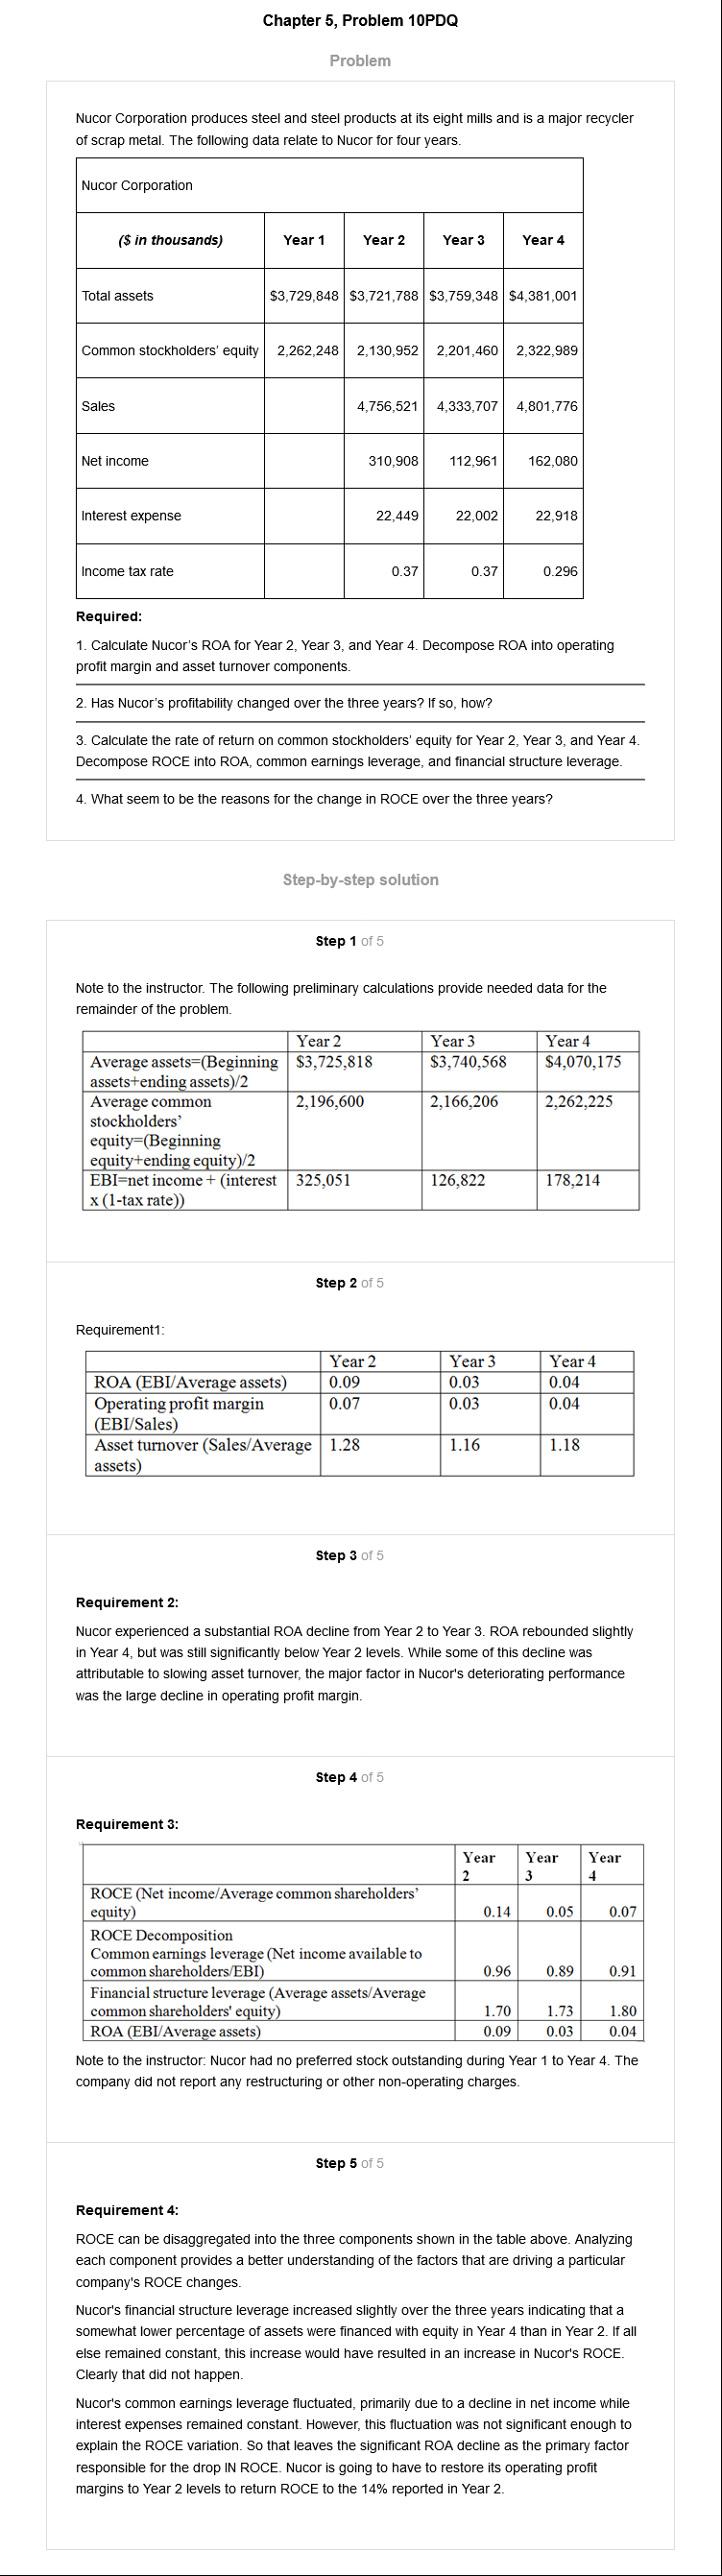 Chapter 5, Problem 10PDQ
Problem
Nucor Corporation produces steel and steel products at its eight mills and is a major recycler
of scrap metal. The following data relate to Nucor for four years.
Nucor Corporation
($ in thousands) Year 1 Year 2 Year 3 Year 4
Total assets $3,729,848 $3,721,788 $3,759,348 $4,381,001
Common stockholders' equity 2,262,248 2,130,952 2,201,460 2,322,989
Sales 4,756,521 4,333,707 4,801,776
Net income 310,908 112,961 162,080
Interest expense 22,449 22,002 22,918
Income tax rate 0.37 0.37 0.296
Required:
1. Calculate Nucor's ROA for Year 2, Year 3, and Year 4. Decompose ROA into operating
profit margin and asset turnover components.
2. Has Nucor's profitability changed over the three years? If so, how?
3. Calculate the rate of return on common stockholders' equity for Year 2, Year 3, and Year 4.
Decompose ROCE into ROA, common earnings leverage, and financial structure leverage.
4. What seem to be the reasons for the change in ROCE over the three years?
Step-by-step solution
Step 1 of 5
Note to the instructor. The following preliminary calculations provide needed data for the
remainder of the problem.
Year 2 Year 3 Year 4
Average assets=(Beginning $3,725,818 $3,740,568 $4,070,175
assets+ending assets)/2
Average common 2,196,600 2,166,206 2,262,225
stockholders'
equity=(Beginning
equity+ending equity)/2
EBI=net income + (interest 325,051 126,822 178,214
x (1-tax rate))
Step 2 of 5
Requirement1:
Year 2 Year 3 Year 4
ROA (EBI/Average assets) 0.09 0.03 0.04
Operating profit margin 0.07 0.03 0.04
(EBI/Sales)
Asset turnover (Sales/Average 1.28 1.16 1.18
assets)
Step 3 of 5
Requirement 2:
Nucor experienced a substantial ROA decline from Year 2 to Year 3. ROA rebounded slightly
in Year 4, but was still significantly below Year 2 levels. While some of this decline was
attributable to slowing asset turnover, the major factor in Nucor's deteriorating performance
was the large decline in operating profit margin.
Step 4 of 5
Requirement 3:
Year Year Year
2 3 4
ROCE (Net income/Average common shareholders'
equity) 0.14 0.05 0.07
ROCE Decomposition
Common earnings leverage (Net income available to
common shareholders/EBI) 0.96 0.89 0.91
Financial structure leverage (Average assets/Average
common shareholders' equity) 1.70 1.73 1.80
ROA (EBI/Average assets) 0.09 0.03 0.04
Note to the instructor: Nucor had no preferred stock outstanding during Year 1 to Year 4. The
company did not report any restructuring or other non-operating charges.
Step 5 of 5
Requirement 4:
ROCE can be disaggregated into the three components shown in the table above. Analyzing
each component provides a better understanding of the factors that are driving a particular
company's ROCE changes.
Nucor's financial structure leverage increased slightly over the three years indicating that a
somewhat lower percentage of assets were financed with equity in Year 4 than in Year 2. If all
else remained constant, this increase would have resulted in an increase in Nucor's ROCE.
Clearly that did not happen.
Nucor's common earnings leverage fluctuated, primarily due to a decline in net income while
interest expenses remained constant. However, this fluctuation was not significant enough to
explain the ROCE variation. So that leaves the significant ROA decline as the primary factor
responsible for the drop IN ROCE. Nucor is going to have to restore its operating profit
margins to Year 2 levels to return ROCE to the 14% reported in Year 2.